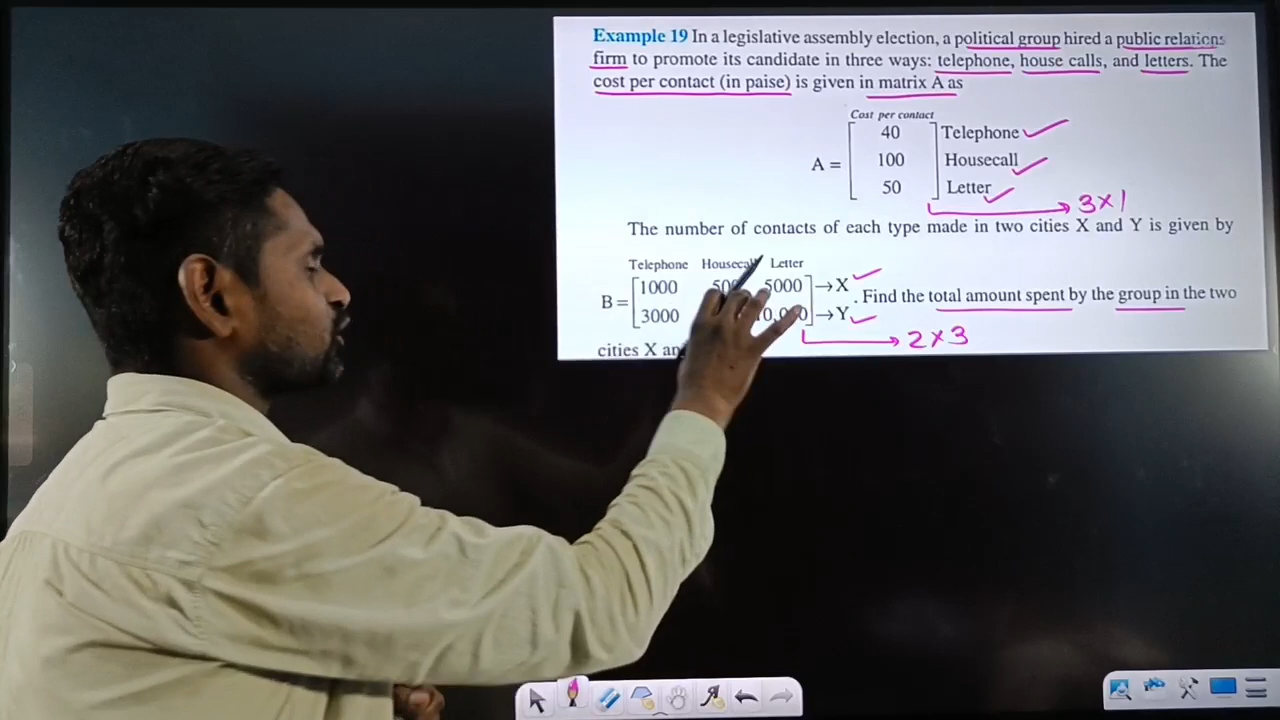 Example 19 In a legislative assembly election, a political group hired a public relations
firm to promote its candidate in three ways: telephone, house calls, and letters. The
cost per contact (in paise) is given in matrix A as
Cost per contact
40 Telephone
A = 100 Housecall
50 Letter
3×1
The number of contacts of each type made in two cities X and Y is given by
Telephone Letter
1000 5000 → X
B = . Find the total amount spent by the group in the two
3000 → Y
2×3
cities X